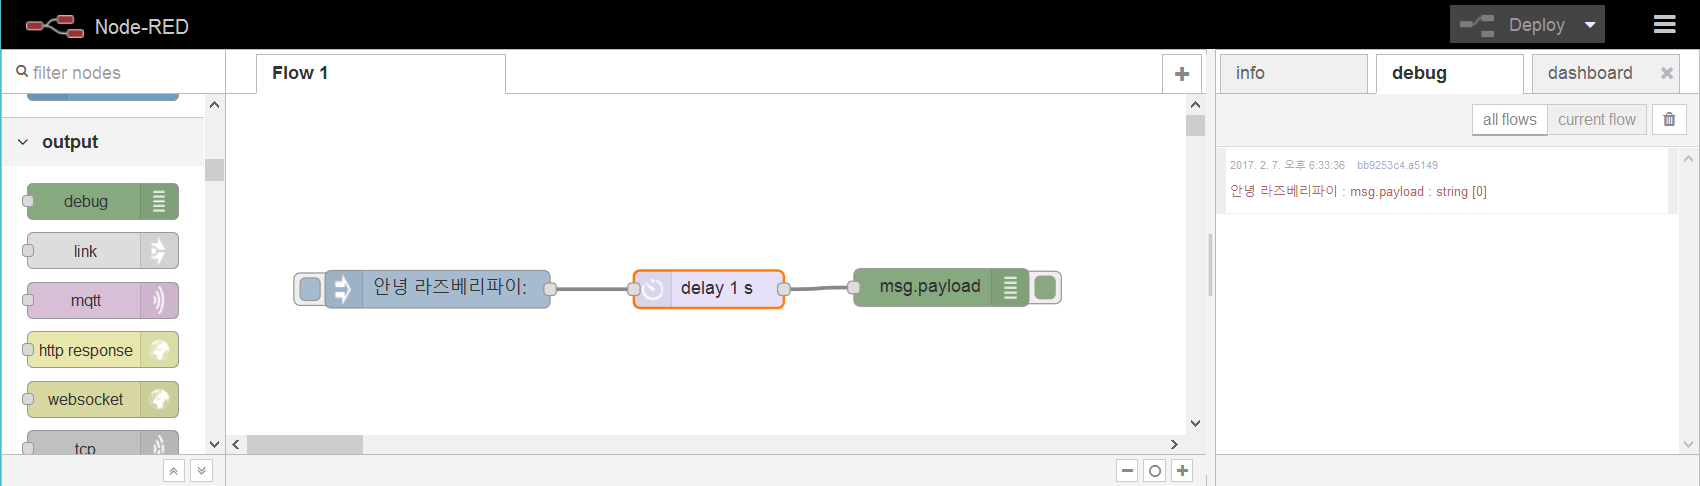 Node-RED
Deploy
filter nodes
Flow 1
info
debug
dashboard
all flows
current flow
output
2017. 2. 7. 오후 6:33:36 bb9253c4.a5149
안녕 라즈베리파이 : msg.payload : string [0]
debug
link
mqtt
http response
websocket
tcp
안녕 라즈베리파이:
delay 1 s
msg.payload